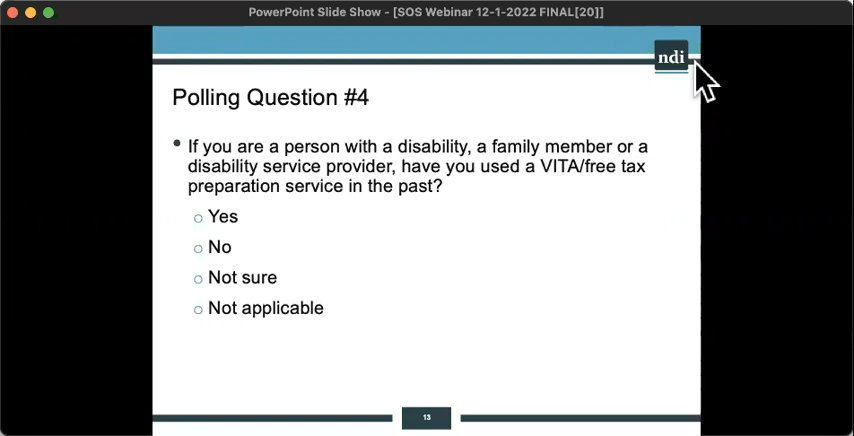 PowerPoint Slide Show - [SOS Webinar 12-1-2022 FINAL[20]]
ndi
Polling Question #4
• If you are a person with a disability, a family member or a
disability service provider, have you used a VITA/free tax
preparation service in the past?
o Yes
o No
o Not sure
o Not applicable
13